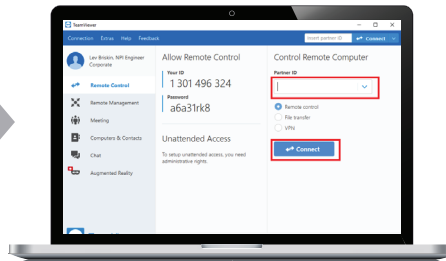 TeamViewer
Connection Extras Help Feedback
Insert partner ID
Connect
Lev Briskin, NPI Engineer
Corporate
Remote Control
Remote Management
Meeting
Computers & Contacts
Chat
Augmented Reality
Allow Remote Control
Your ID
1 301 496 324
Password
a6a31rk8
Unattended Access
To setup unattended access, you need
administrative rights.
Control Remote Computer
Partner ID
Remote control
File transfer
VPN
Connect